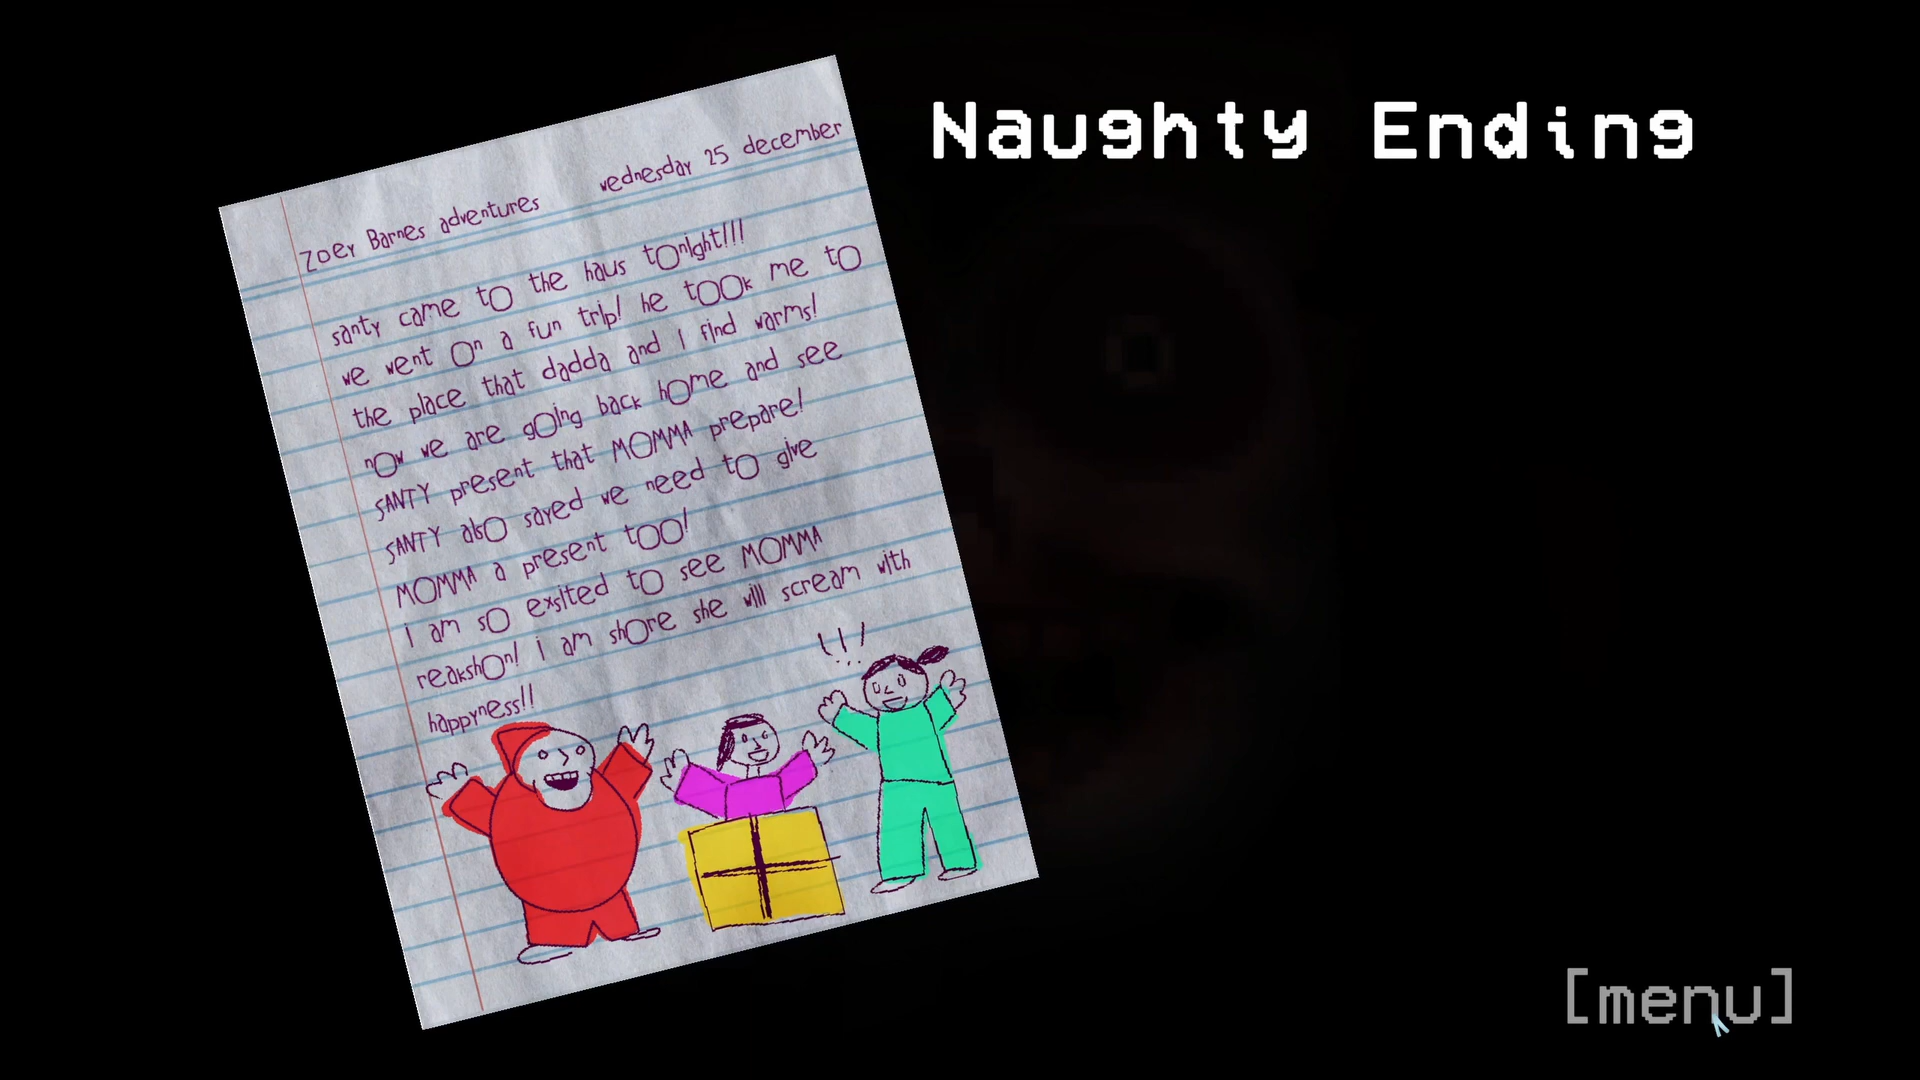 Naughty Ending
Zoey Barnes adventures wednesday 25 december
santy came to the haus tonight!!!
we went on a fun trip! he took me to
the place that dadda and i find warms!
now we are going back home and see
SANTY present that MOMMA prepare!
SANTY also sayed we need to give
MOMMA a present too!
i am so exsited to see MOMMA
reakshon! i am shore she will scream with
happyness!!
!!!
[menu]